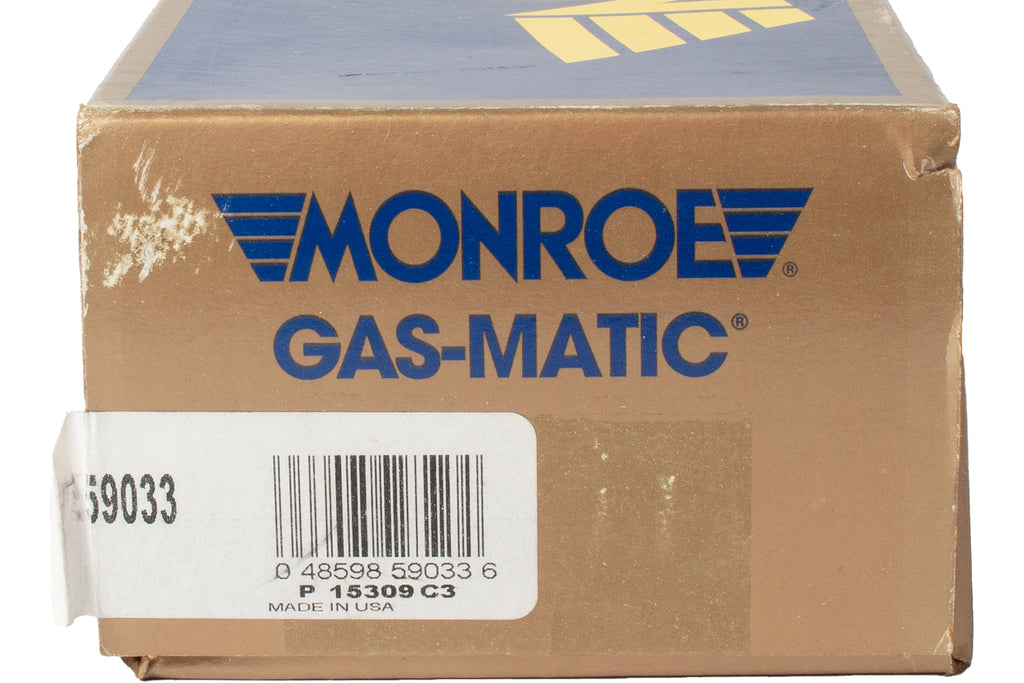 MONROE®
GAS-MATIC®
59033
0 48598 59033 6
P 15309 C3
MADE IN USA